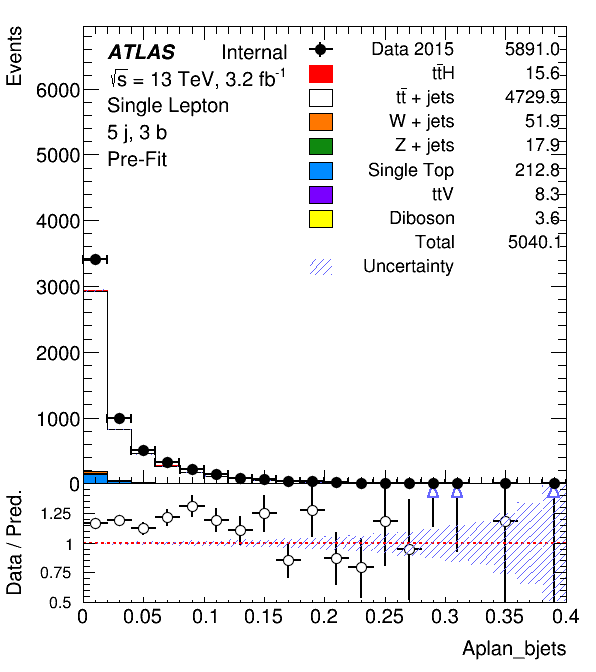 Events
ATLAS Internal
√s = 13 TeV, 3.2 fb⁻¹
Single Lepton
5 j, 3 b
Pre-Fit
Data 2015 5891.0
tt̄H 15.6
tt̄ + jets 4729.9
W + jets 51.9
Z + jets 17.9
Single Top 212.8
ttV 8.3
Diboson 3.6
Total 5040.1
Uncertainty
6000
5000
4000
3000
2000
1000
0
Data / Pred.
1.25
1
0.75
0.5
0 0.05 0.1 0.15 0.2 0.25 0.3 0.35 0.4
Aplan_bjets